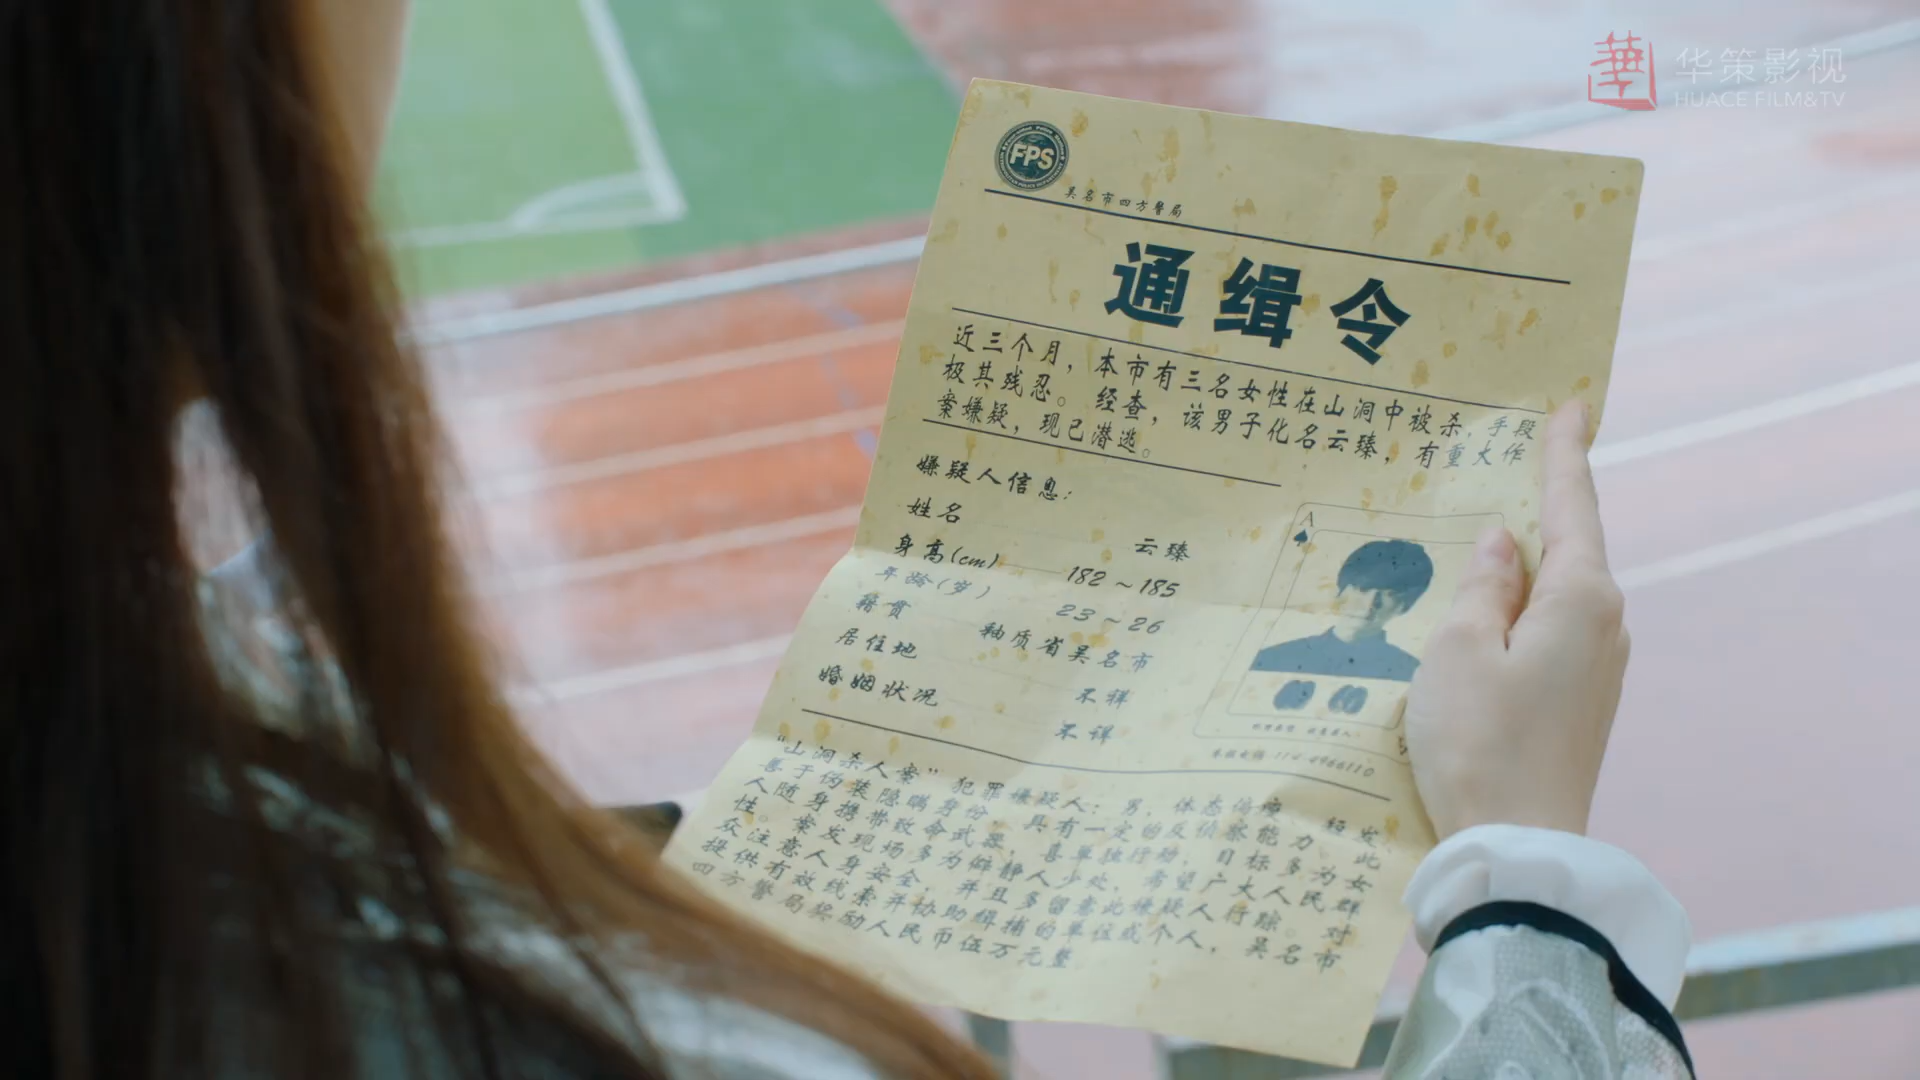 华策影视
HUACE FILM&TV
FPS
吴名市四方警局
通缉令
近三个月，本市有三名女性在山洞中被杀，手段
极其残忍。经查，该男子化名云臻，有重大作
案嫌疑，现已潜逃。
嫌疑人信息：
姓名 云臻
身高(cm) 182~185
年龄(岁) 23~26
籍贯 釉质省吴名市
居住地 不祥
婚姻状况 不详
A
“山洞杀人案”犯罪嫌疑人：男，体态偏瘦，短发，
善于伪装隐瞒身份，具有一定的反侦察能力。此
人随身携带致命武器，喜单独行动，目标多为女
性。案发现场多为僻静人少处，希望广大人民群
众注意人身安全，并且多留意此嫌疑人行踪。对
提供有效线索并协助缉捕的单位或个人，吴名市
四方警局奖励人民币伍万元整